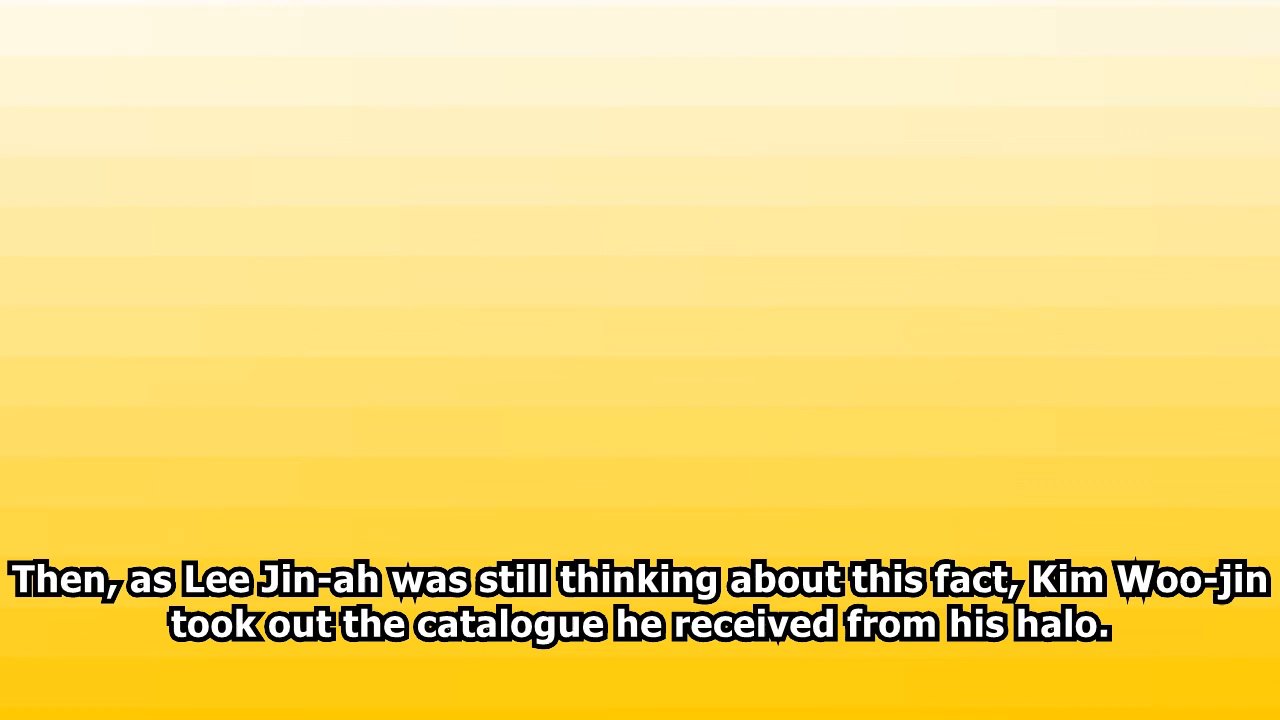 Then, as Lee Jin-ah was still thinking about this fact, Kim Woo-jin
took out the catalogue he received from his halo.